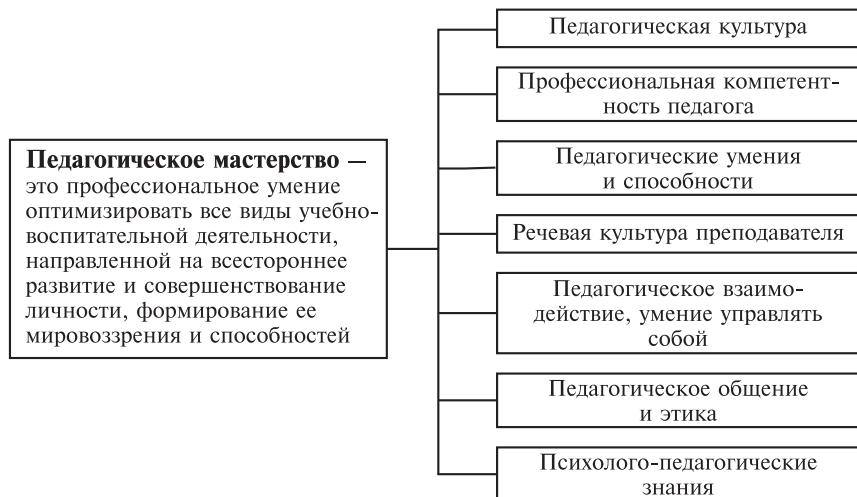 Педагогическое мастерство —
это профессиональное умение
оптимизировать все виды учебно-
воспитательной деятельности,
направленной на всестороннее
развитие и совершенствование
личности, формирование ее
мировоззрения и способностей
Педагогическая культура
Профессиональная компетент-
ность педагога
Педагогические умения
и способности
Речевая культура преподавателя
Педагогическое взаимо-
действие, умение управлять
собой
Педагогическое общение
и этика
Психолого-педагогические
знания